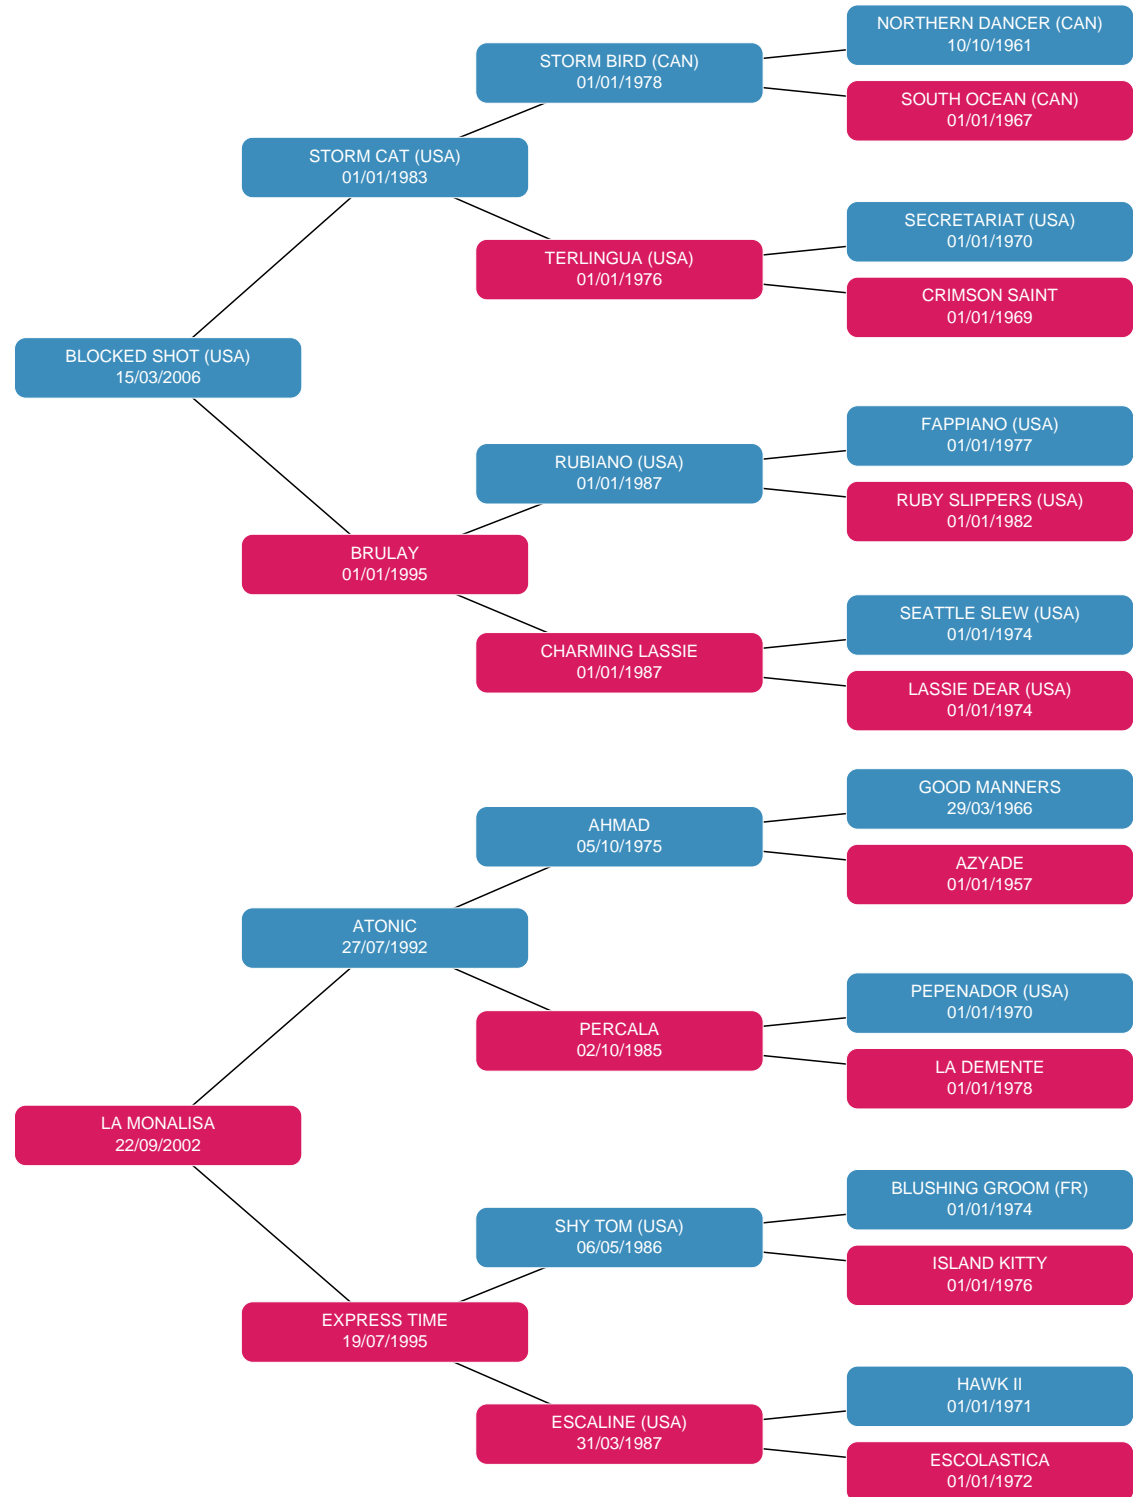 NORTHERN DANCER (CAN)
10/10/1961
STORM BIRD (CAN)
01/01/1978
SOUTH OCEAN (CAN)
01/01/1967
STORM CAT (USA)
01/01/1983
SECRETARIAT (USA)
01/01/1970
TERLINGUA (USA)
01/01/1976
CRIMSON SAINT
01/01/1969
BLOCKED SHOT (USA)
15/03/2006
FAPPIANO (USA)
01/01/1977
RUBIANO (USA)
01/01/1987
RUBY SLIPPERS (USA)
01/01/1982
BRULAY
01/01/1995
SEATTLE SLEW (USA)
01/01/1974
CHARMING LASSIE
01/01/1987
LASSIE DEAR (USA)
01/01/1974
GOOD MANNERS
29/03/1966
AHMAD
05/10/1975
AZYADE
01/01/1957
ATONIC
27/07/1992
PEPENADOR (USA)
01/01/1970
PERCALA
02/10/1985
LA DEMENTE
01/01/1978
LA MONALISA
22/09/2002
BLUSHING GROOM (FR)
01/01/1974
SHY TOM (USA)
06/05/1986
ISLAND KITTY
01/01/1976
EXPRESS TIME
19/07/1995
HAWK II
01/01/1971
ESCALINE (USA)
31/03/1987
ESCOLASTICA
01/01/1972